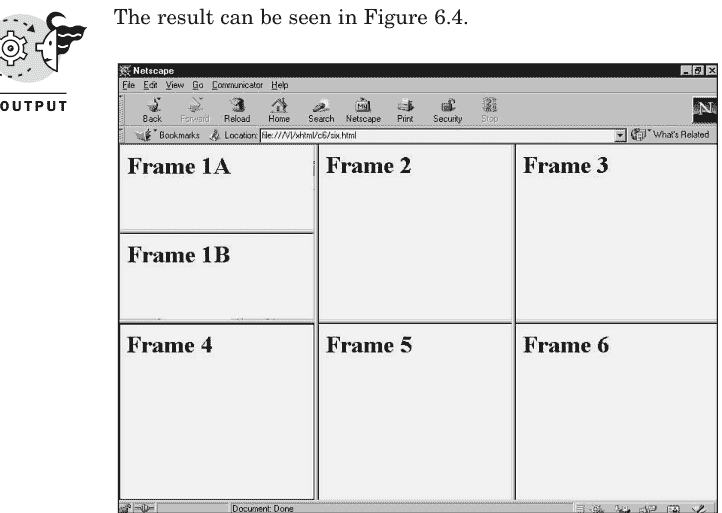 The result can be seen in Figure 6.4.
OUTPUT
Netscape
File Edit View Go Communicator Help
Back Forward Reload Home Search Netscape Print Security Stop
N
Bookmarks Location: file:///V|/xhtml/c6/six.html What's Related
Frame 1A Frame 2 Frame 3
Frame 1B
Frame 4 Frame 5 Frame 6
Document: Done